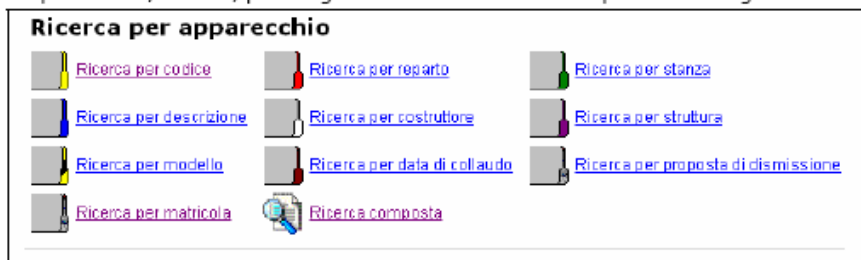 Ricerca per apparecchio
Ricerca per codice Ricerca per reparto Ricerca per stanza
Ricerca per descrizione Ricerca per costruttore Ricerca per struttura
Ricerca per modello Ricerca per data di collaudo Ricerca per proposta di dismissione
Ricerca per matricola Ricerca composta